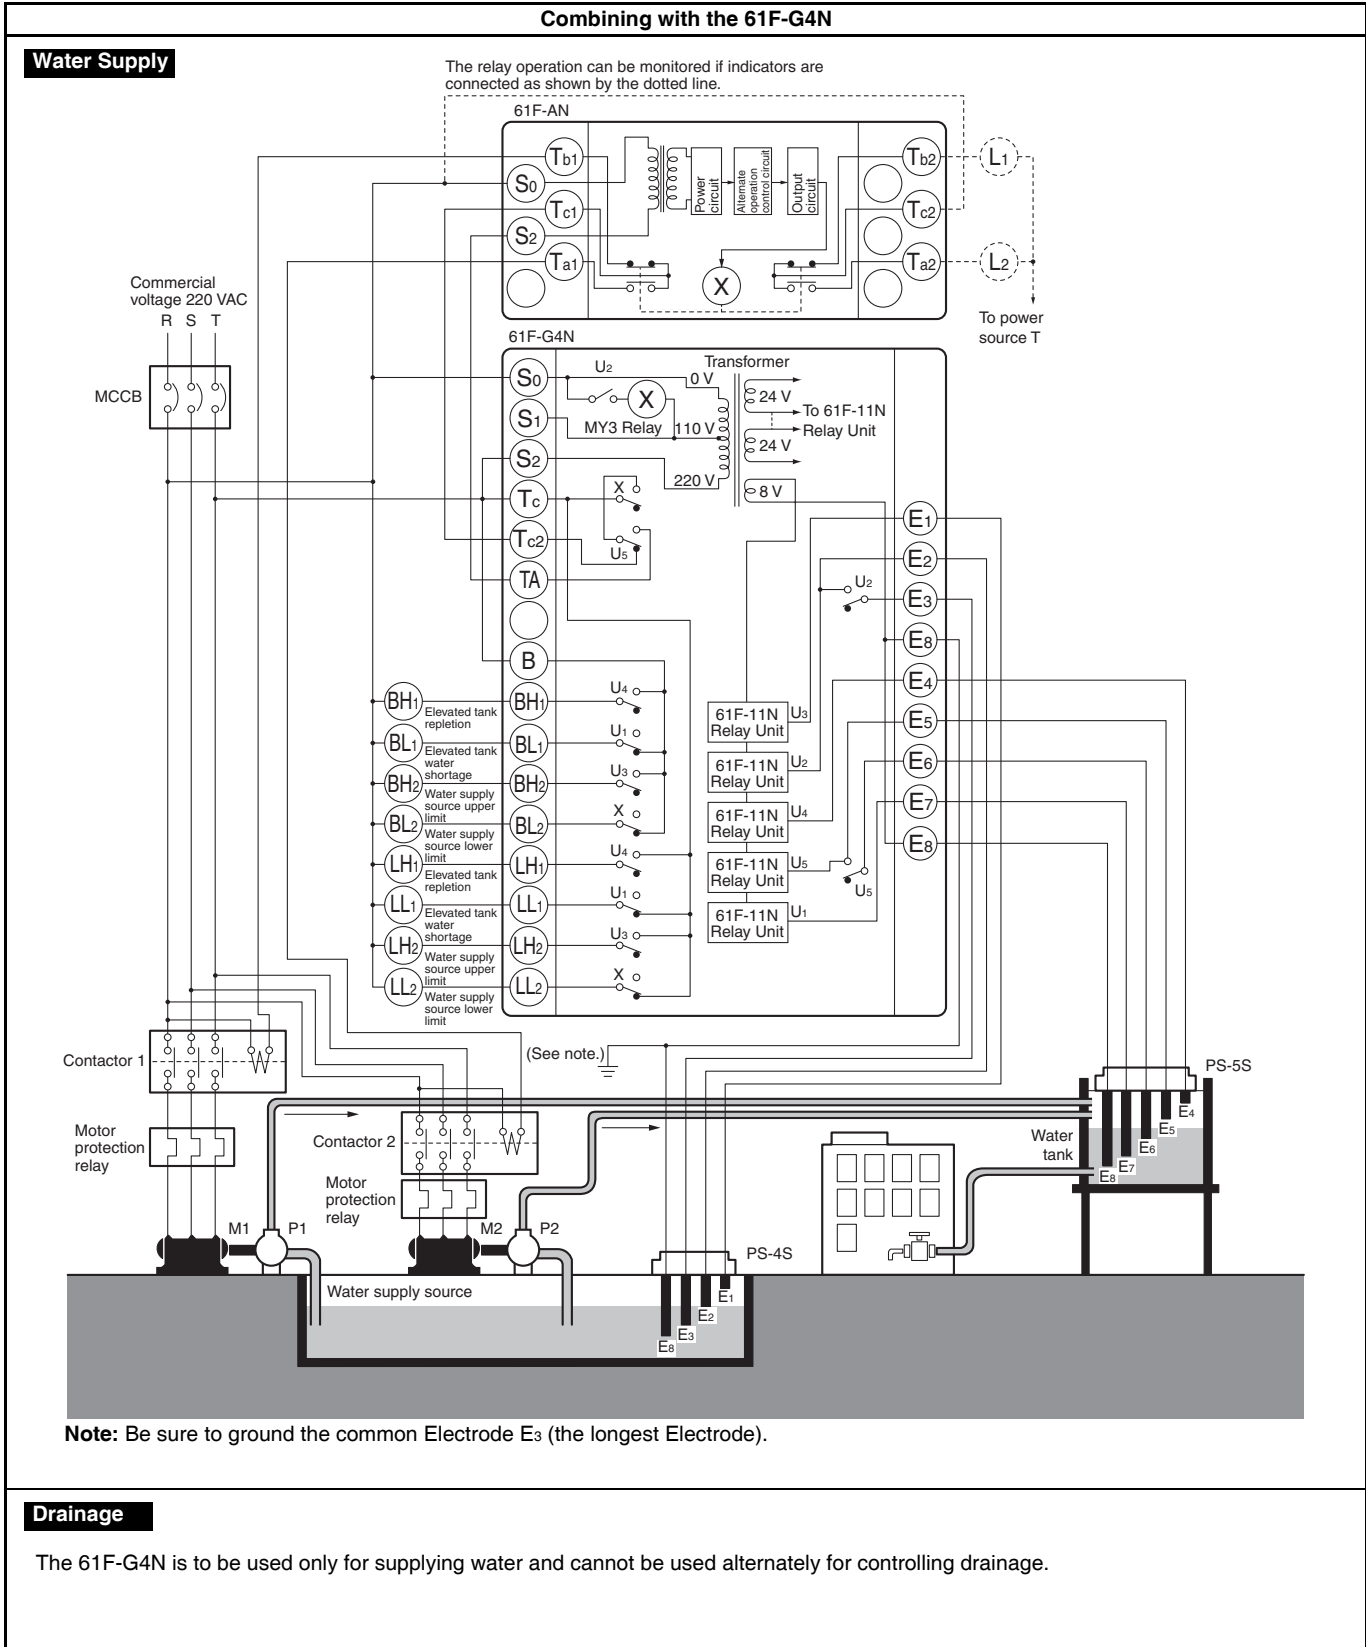 Combining with the 61F-G4N
Water Supply
The relay operation can be monitored if indicators are
connected as shown by the dotted line.
61F-AN
Tb1
S0
Tc1
S2
Ta1
Power
circuit
Alternate
operation
control circuit
Output
circuit
X
Tb2
Tc2
Ta2
L1
L2
To power
source T
Commercial
voltage 220 VAC
R S T
MCCB
61F-G4N
S0
S1
S2
Tc
Tc2
TA
B
U2
X
MY3 Relay
Transformer
0 V
110 V
220 V
24 V
24 V
8 V
To 61F-11N
Relay Unit
X
U5
E1
E2
U2
E3
E8
E4
E5
E6
E7
E8
BH1
Elevated tank
repletion
BH1
U4
BL1
Elevated tank
water
shortage
BL1
U1
BH2
Water supply
source upper
limit
BH2
U3
BL2
Water supply
source lower
limit
BL2
X
LH1
Elevated tank
repletion
LH1
U4
LL1
Elevated tank
water
shortage
LL1
U1
LH2
Water supply
source upper
limit
LH2
U3
LL2
Water supply
source lower
limit
LL2
X
61F-11N
Relay Unit
U3
61F-11N
Relay Unit
U2
61F-11N
Relay Unit
U4
61F-11N
Relay Unit
U5
U5
61F-11N
Relay Unit
U1
Contactor 1
(See note.)
Motor
protection
relay
Contactor 2
Motor
protection
relay
M1
P1
M2
P2
PS-5S
Water
tank
E4
E5
E6
E7
E8
PS-4S
Water supply source
E1
E2
E3
E8
Note: Be sure to ground the common Electrode E3 (the longest Electrode).
Drainage
The 61F-G4N is to be used only for supplying water and cannot be used alternately for controlling drainage.